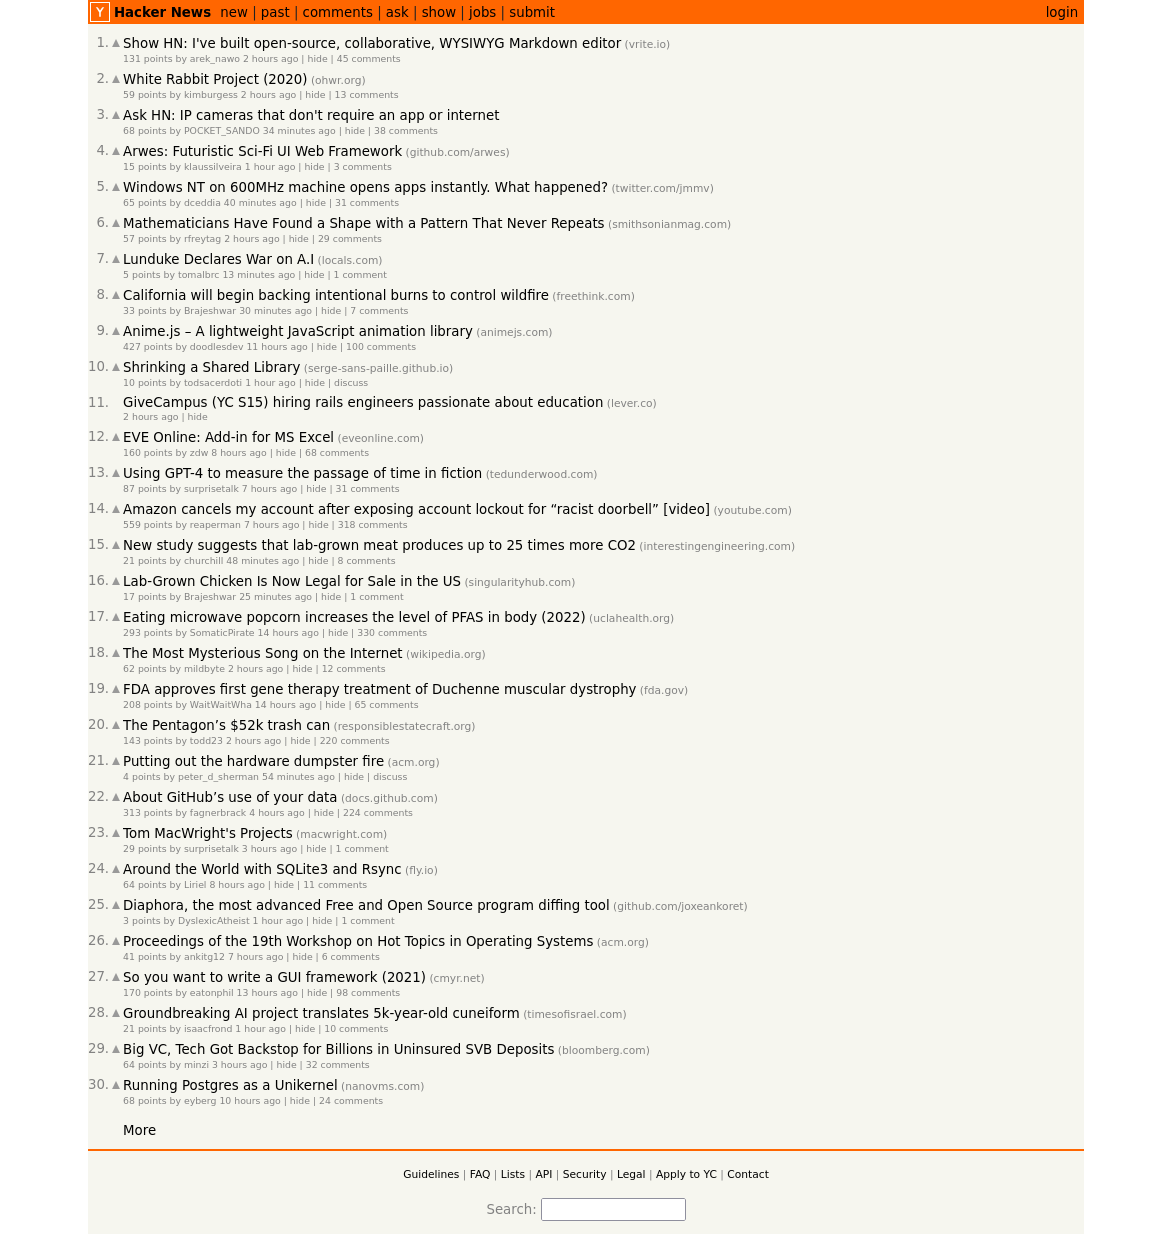 Y Hacker News new | past | comments | ask | show | jobs | submit login
1. ▲ Show HN: I've built open-source, collaborative, WYSIWYG Markdown editor (vrite.io)
131 points by arek_nawo 2 hours ago | hide | 45 comments
2. ▲ White Rabbit Project (2020) (ohwr.org)
59 points by kimburgess 2 hours ago | hide | 13 comments
3. ▲ Ask HN: IP cameras that don't require an app or internet
68 points by POCKET_SANDO 34 minutes ago | hide | 38 comments
4. ▲ Arwes: Futuristic Sci-Fi UI Web Framework (github.com/arwes)
15 points by klaussilveira 1 hour ago | hide | 3 comments
5. ▲ Windows NT on 600MHz machine opens apps instantly. What happened? (twitter.com/jmmv)
65 points by dceddia 40 minutes ago | hide | 31 comments
6. ▲ Mathematicians Have Found a Shape with a Pattern That Never Repeats (smithsonianmag.com)
57 points by rfreytag 2 hours ago | hide | 29 comments
7. ▲ Lunduke Declares War on A.I (locals.com)
5 points by tomalbrc 13 minutes ago | hide | 1 comment
8. ▲ California will begin backing intentional burns to control wildfire (freethink.com)
33 points by Brajeshwar 30 minutes ago | hide | 7 comments
9. ▲ Anime.js – A lightweight JavaScript animation library (animejs.com)
427 points by doodlesdev 11 hours ago | hide | 100 comments
10. ▲ Shrinking a Shared Library (serge-sans-paille.github.io)
10 points by todsacerdoti 1 hour ago | hide | discuss
11. GiveCampus (YC S15) hiring rails engineers passionate about education (lever.co)
2 hours ago | hide
12. ▲ EVE Online: Add-in for MS Excel (eveonline.com)
160 points by zdw 8 hours ago | hide | 68 comments
13. ▲ Using GPT-4 to measure the passage of time in fiction (tedunderwood.com)
87 points by surprisetalk 7 hours ago | hide | 31 comments
14. ▲ Amazon cancels my account after exposing account lockout for “racist doorbell” [video] (youtube.com)
559 points by reaperman 7 hours ago | hide | 318 comments
15. ▲ New study suggests that lab-grown meat produces up to 25 times more CO2 (interestingengineering.com)
21 points by churchill 48 minutes ago | hide | 8 comments
16. ▲ Lab-Grown Chicken Is Now Legal for Sale in the US (singularityhub.com)
17 points by Brajeshwar 25 minutes ago | hide | 1 comment
17. ▲ Eating microwave popcorn increases the level of PFAS in body (2022) (uclahealth.org)
293 points by SomaticPirate 14 hours ago | hide | 330 comments
18. ▲ The Most Mysterious Song on the Internet (wikipedia.org)
62 points by mildbyte 2 hours ago | hide | 12 comments
19. ▲ FDA approves first gene therapy treatment of Duchenne muscular dystrophy (fda.gov)
208 points by WaitWaitWha 14 hours ago | hide | 65 comments
20. ▲ The Pentagon’s $52k trash can (responsiblestatecraft.org)
143 points by todd23 2 hours ago | hide | 220 comments
21. ▲ Putting out the hardware dumpster fire (acm.org)
4 points by peter_d_sherman 54 minutes ago | hide | discuss
22. ▲ About GitHub’s use of your data (docs.github.com)
313 points by fagnerbrack 4 hours ago | hide | 224 comments
23. ▲ Tom MacWright's Projects (macwright.com)
29 points by surprisetalk 3 hours ago | hide | 1 comment
24. ▲ Around the World with SQLite3 and Rsync (fly.io)
64 points by Liriel 8 hours ago | hide | 11 comments
25. ▲ Diaphora, the most advanced Free and Open Source program diffing tool (github.com/joxeankoret)
3 points by DyslexicAtheist 1 hour ago | hide | 1 comment
26. ▲ Proceedings of the 19th Workshop on Hot Topics in Operating Systems (acm.org)
41 points by ankitg12 7 hours ago | hide | 6 comments
27. ▲ So you want to write a GUI framework (2021) (cmyr.net)
170 points by eatonphil 13 hours ago | hide | 98 comments
28. ▲ Groundbreaking AI project translates 5k-year-old cuneiform (timesofisrael.com)
21 points by isaacfrond 1 hour ago | hide | 10 comments
29. ▲ Big VC, Tech Got Backstop for Billions in Uninsured SVB Deposits (bloomberg.com)
64 points by minzi 3 hours ago | hide | 32 comments
30. ▲ Running Postgres as a Unikernel (nanovms.com)
68 points by eyberg 10 hours ago | hide | 24 comments
More
Guidelines | FAQ | Lists | API | Security | Legal | Apply to YC | Contact
Search: